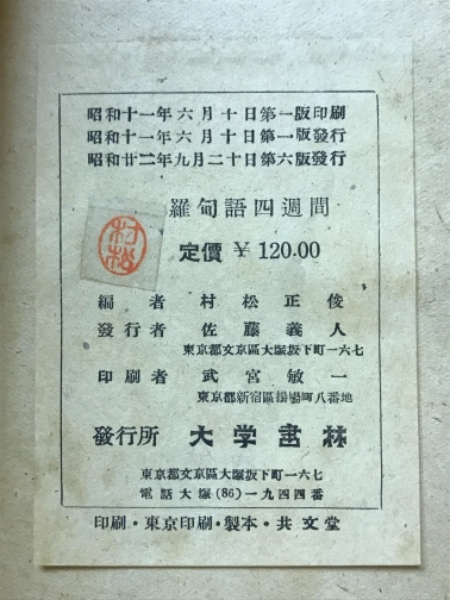 昭和十一年六月十日第一版印刷
昭和十一年六月十日第一版發行
昭和廿二年九月二十日第六版發行
羅甸語四週間
定價 ￥120.00
村松
編者 村松正俊
發行者 佐藤義人
東京都文京區大塚坂下町一六七
印刷者 武宮敏一
東京都新宿區揚場町八番地
發行所 大学書林
東京都文京區大塚坂下町一六七
電話大塚(86)一九四四番
印刷・東京印刷・製本・共文堂